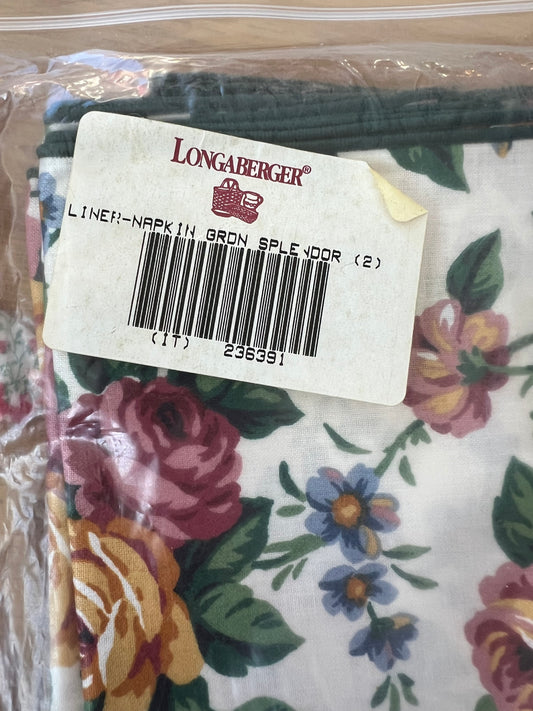 LONGABERGER®
LINER-NAPKIN GRDN SPLENDOR (2)
(IT) 236391